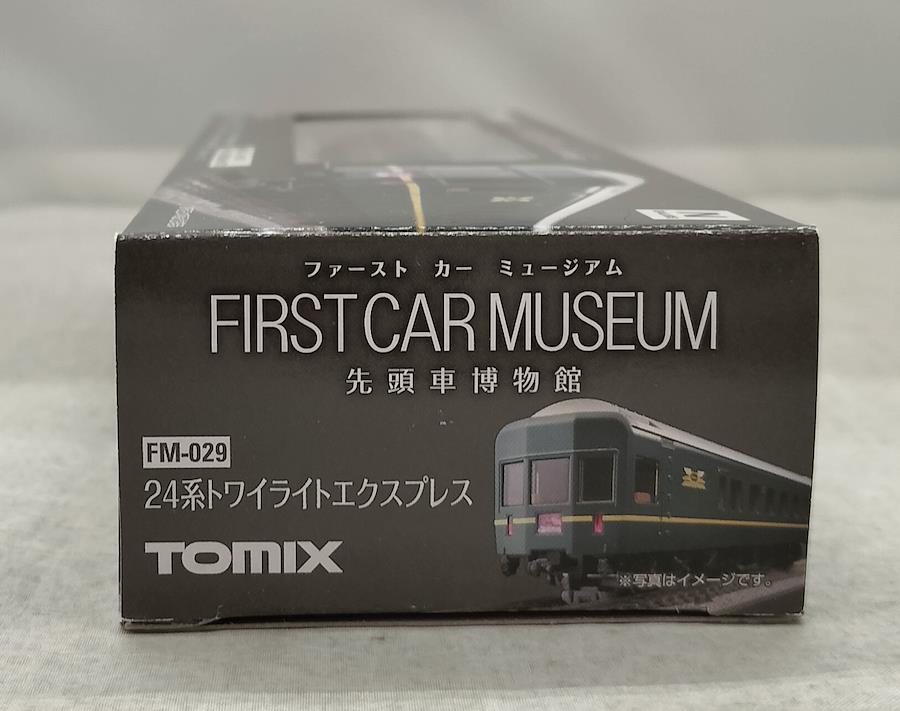 ファースト カー ミュージアム
FIRST CAR MUSEUM
先頭車博物館
FM-029
24系トワイライトエクスプレス
TOMIX
※写真はイメージです。